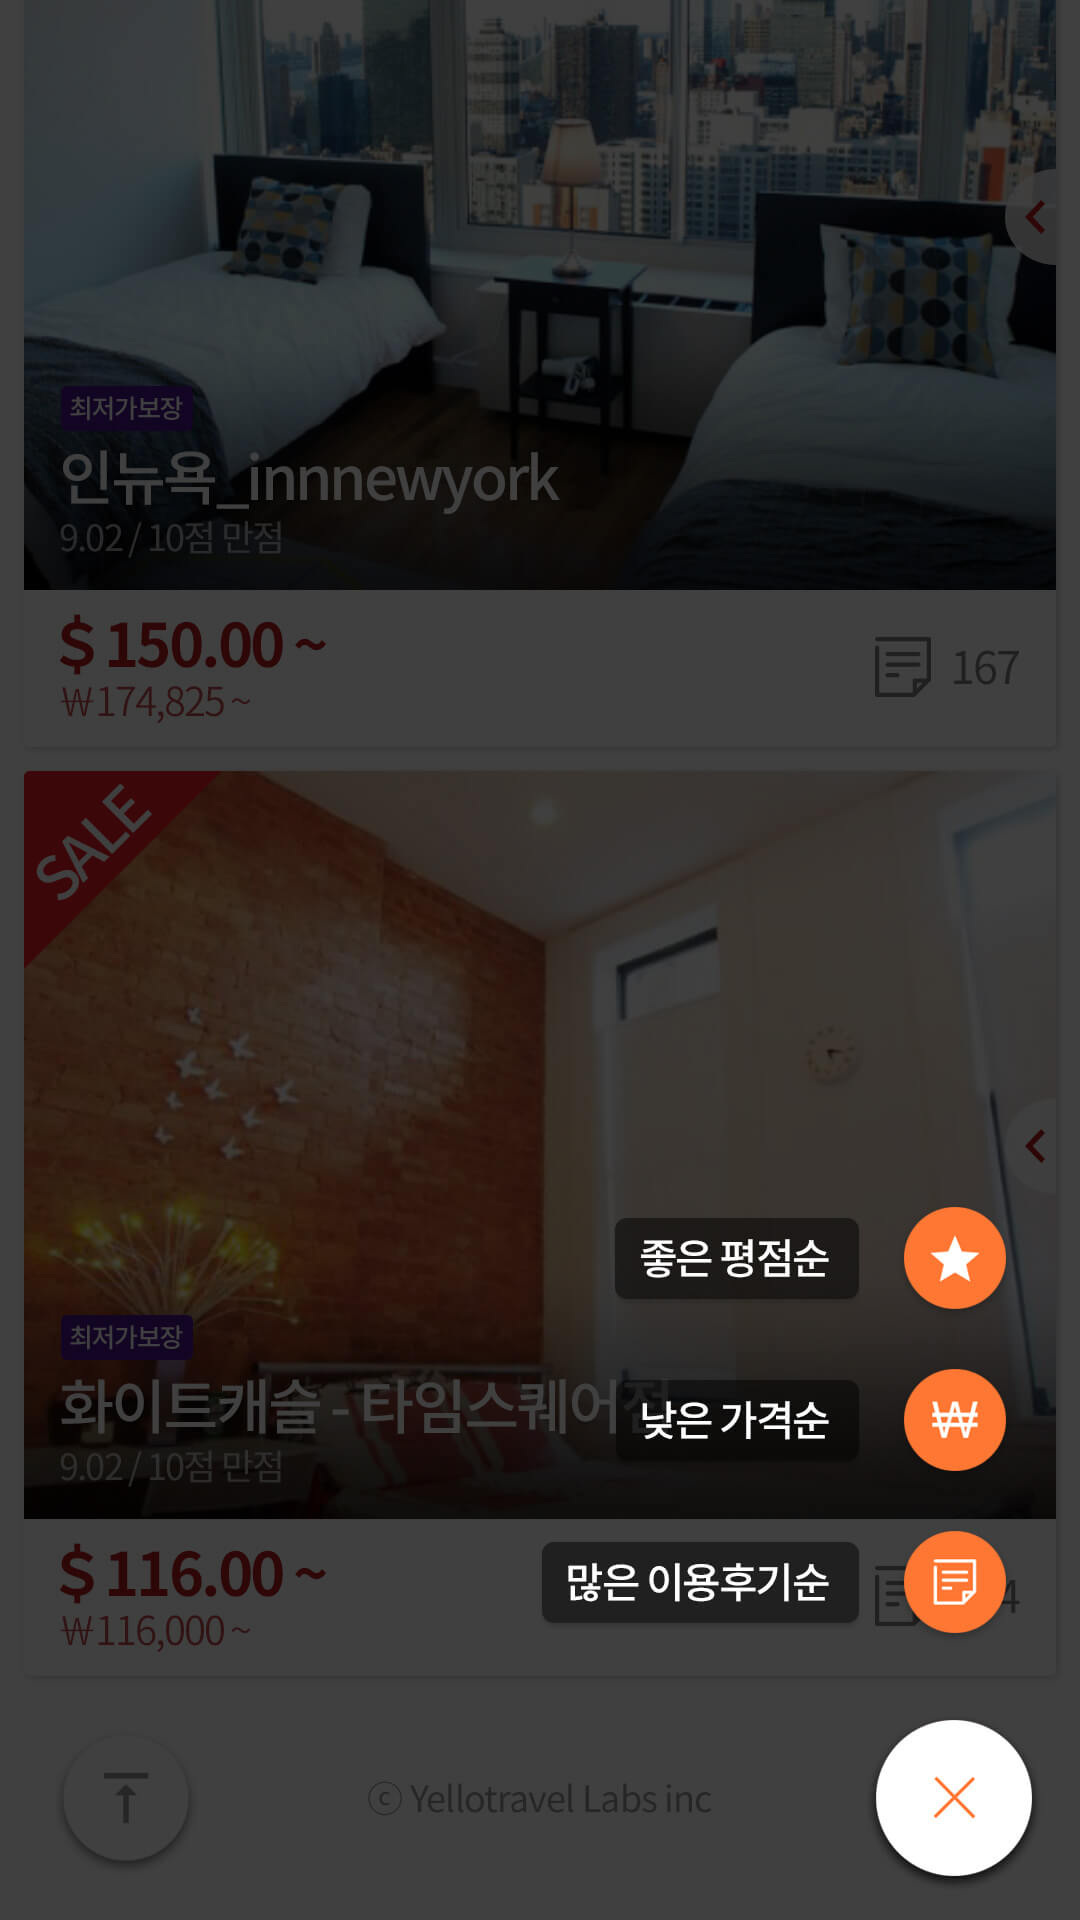 최저가보장
인뉴욕_innnewyork
9.02 / 10점 만점
$ 150.00 ~
₩174,825 ~
167
SALE
좋은 평점순
최저가보장
화이트캐슬 - 타임스퀘어점
낮은 가격순
9.02 / 10점 만점
$ 116.00 ~
₩116,000 ~
많은 이용후기순
4
ⓒ Yellotravel Labs inc